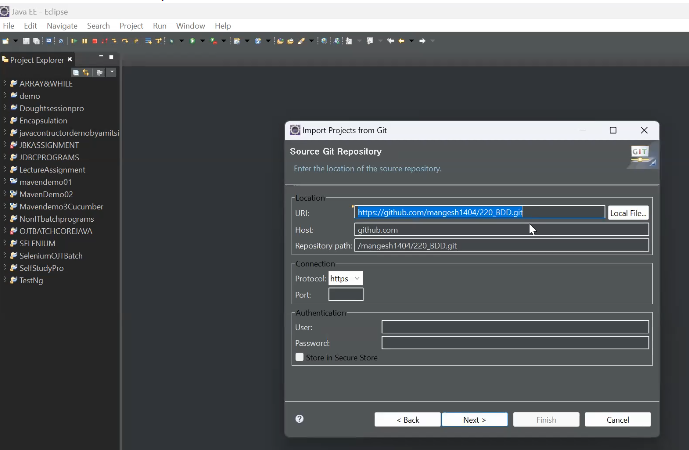 Java EE - Eclipse
File Edit Navigate Search Project Run Window Help
Project Explorer
ARRAY&WHILE
demo
Doughtsessionpro
Encapsulation
javacontructordemobyamitsi
JBKASSIGNMENT
JDBCPROGRAMS
LectureAssignment
mavendemo01
MavenDemo02
Mavendemo3Cucumber
NonITbatchprograms
OJTBATCHCOREJAVA
SELENIUM
SeleniumOJTBatch
SelfStudyPro
TestNg
Import Projects from Git
Source Git Repository
Enter the location of the source repository.
GIT
Location
URI: https://github.com/mangesh1404/220_BDD.git Local File...
Host: github.com
Repository path: /mangesh1404/220_BDD.git
Connection
Protocol: https
Port:
Authentication
User:
Password:
Store in Secure Store
< Back Next > Finish Cancel